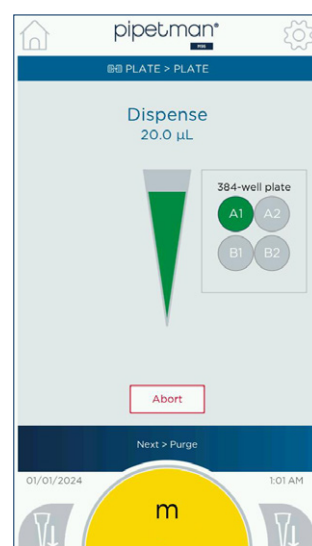 pipetman®
PLATE > PLATE
Dispense
20.0 µL
384-well plate
A1 A2
B1 B2
Abort
Next > Purge
01/01/2024 1:01 AM
m